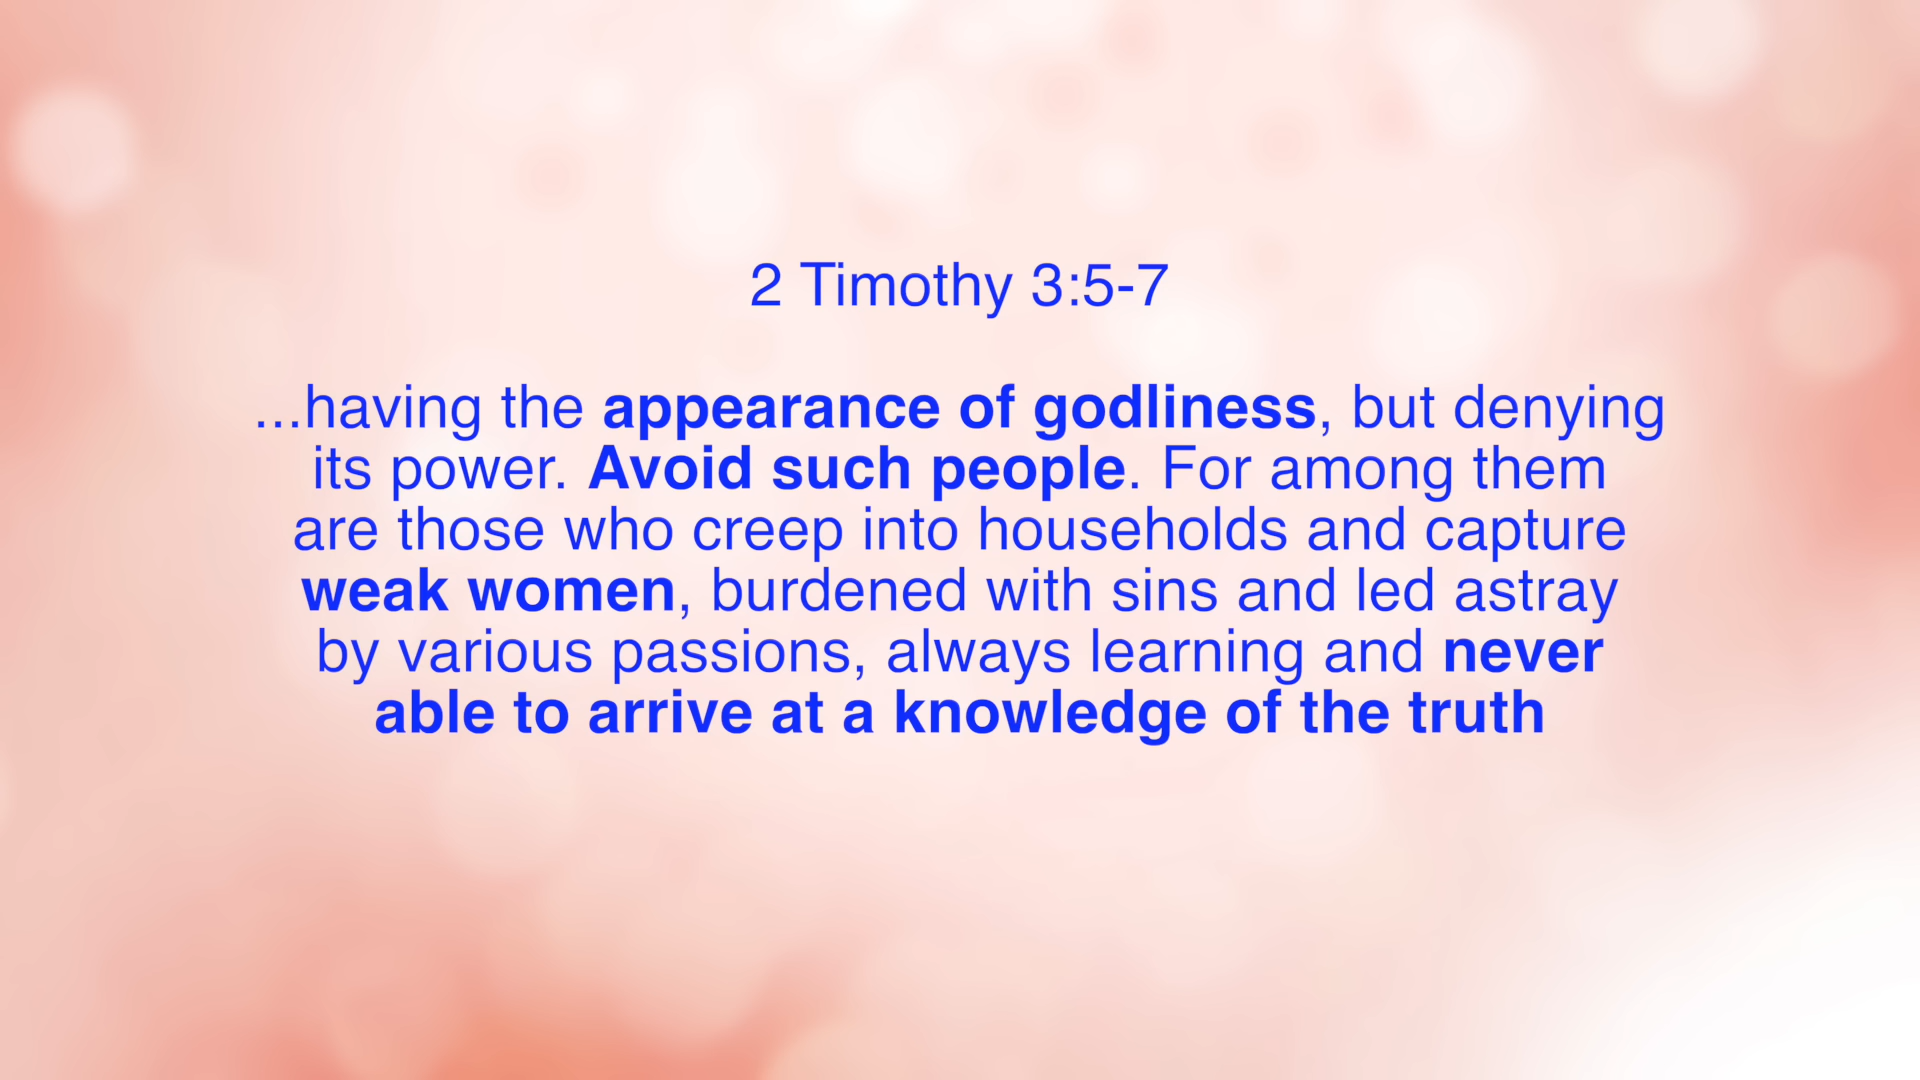 2 Timothy 3:5-7
...having the appearance of godliness, but denying
its power. Avoid such people. For among them
are those who creep into households and capture
weak women, burdened with sins and led astray
by various passions, always learning and never
able to arrive at a knowledge of the truth